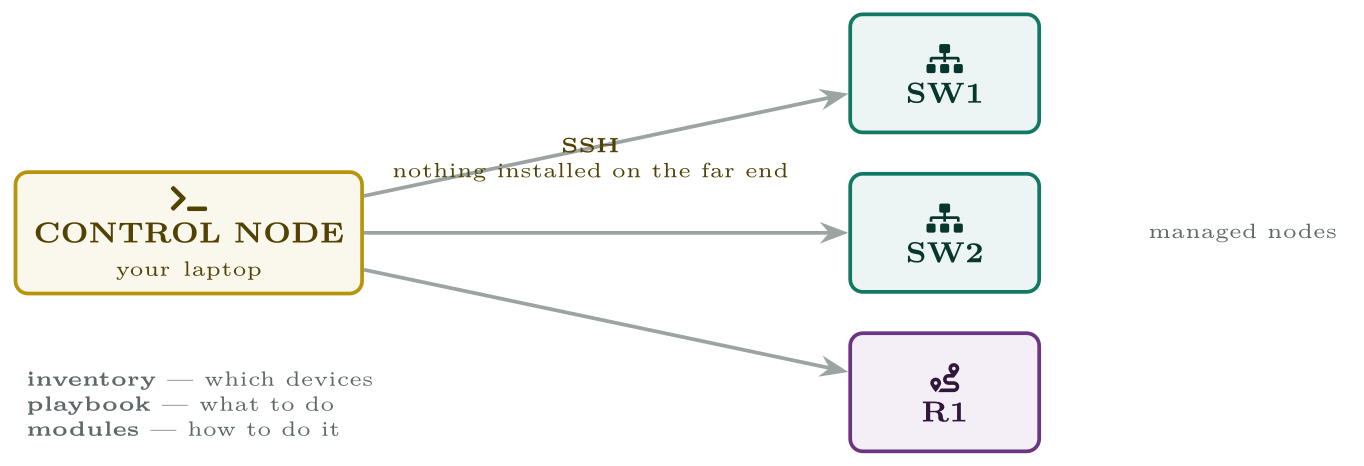 SW1
SSH
nothing installed on the far end
CONTROL NODE
your laptop
SW2
managed nodes
inventory — which devices
playbook — what to do
modules — how to do it
R1